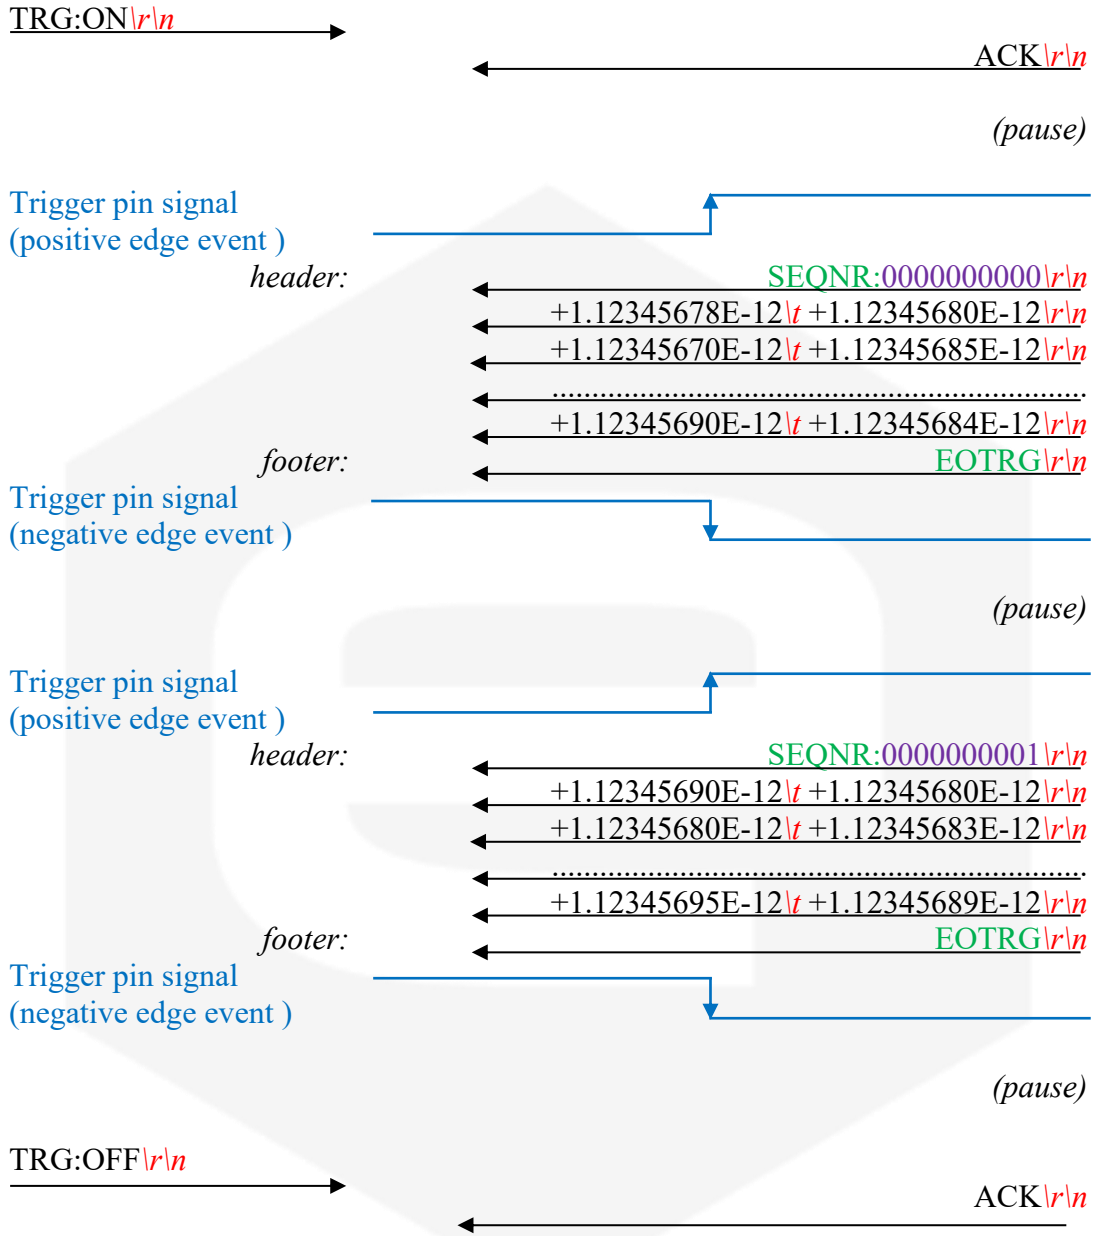 TRG:ON\r\n
ACK\r\n
(pause)
Trigger pin signal
(positive edge event )
header:
SEQNR:0000000000\r\n
+1.12345678E-12\t +1.12345680E-12\r\n
+1.12345670E-12\t +1.12345685E-12\r\n
...................................................................
+1.12345690E-12\t +1.12345684E-12\r\n
footer:
EOTRG\r\n
Trigger pin signal
(negative edge event )
(pause)
Trigger pin signal
(positive edge event )
header:
SEQNR:0000000001\r\n
+1.12345690E-12\t +1.12345680E-12\r\n
+1.12345680E-12\t +1.12345683E-12\r\n
...................................................................
+1.12345695E-12\t +1.12345689E-12\r\n
footer:
EOTRG\r\n
Trigger pin signal
(negative edge event )
(pause)
TRG:OFF\r\n
ACK\r\n